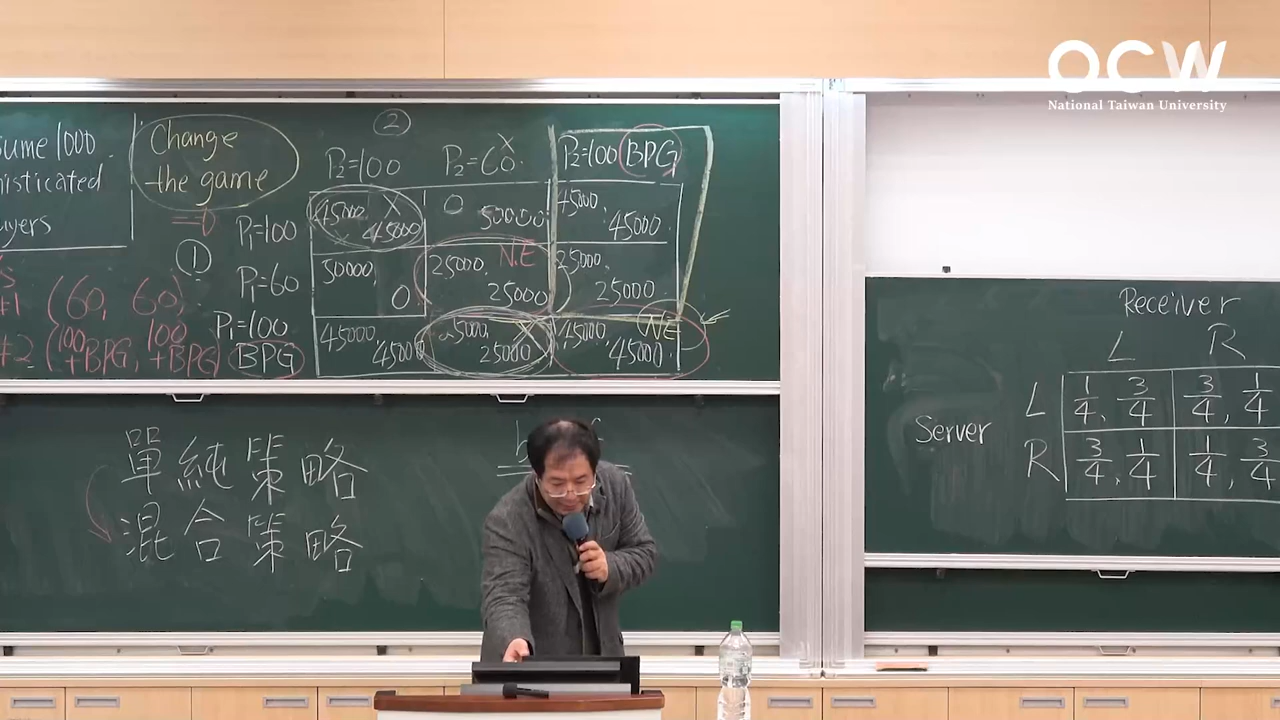 OCW
National Taiwan University
1000
Change
the game
②
P₂=100
P₂=60 X
P₂=100 BPG
①
P₁=100
45000, X 45000
0 50000
45000, 45000
P₁=60
50000, 0
25000, N.E 25000
25000, 25000
P₁=100
BPG
45000, 45000
25000, X 25000
45000, NE 45000
#1 (60, 60)
#2 (100 +BPG, 100 +BPG)
單純策略
混合策略
Receiver
L R
Server
L 1/4, 3/4 3/4, 1/4
R 3/4, 1/4 1/4, 3/4